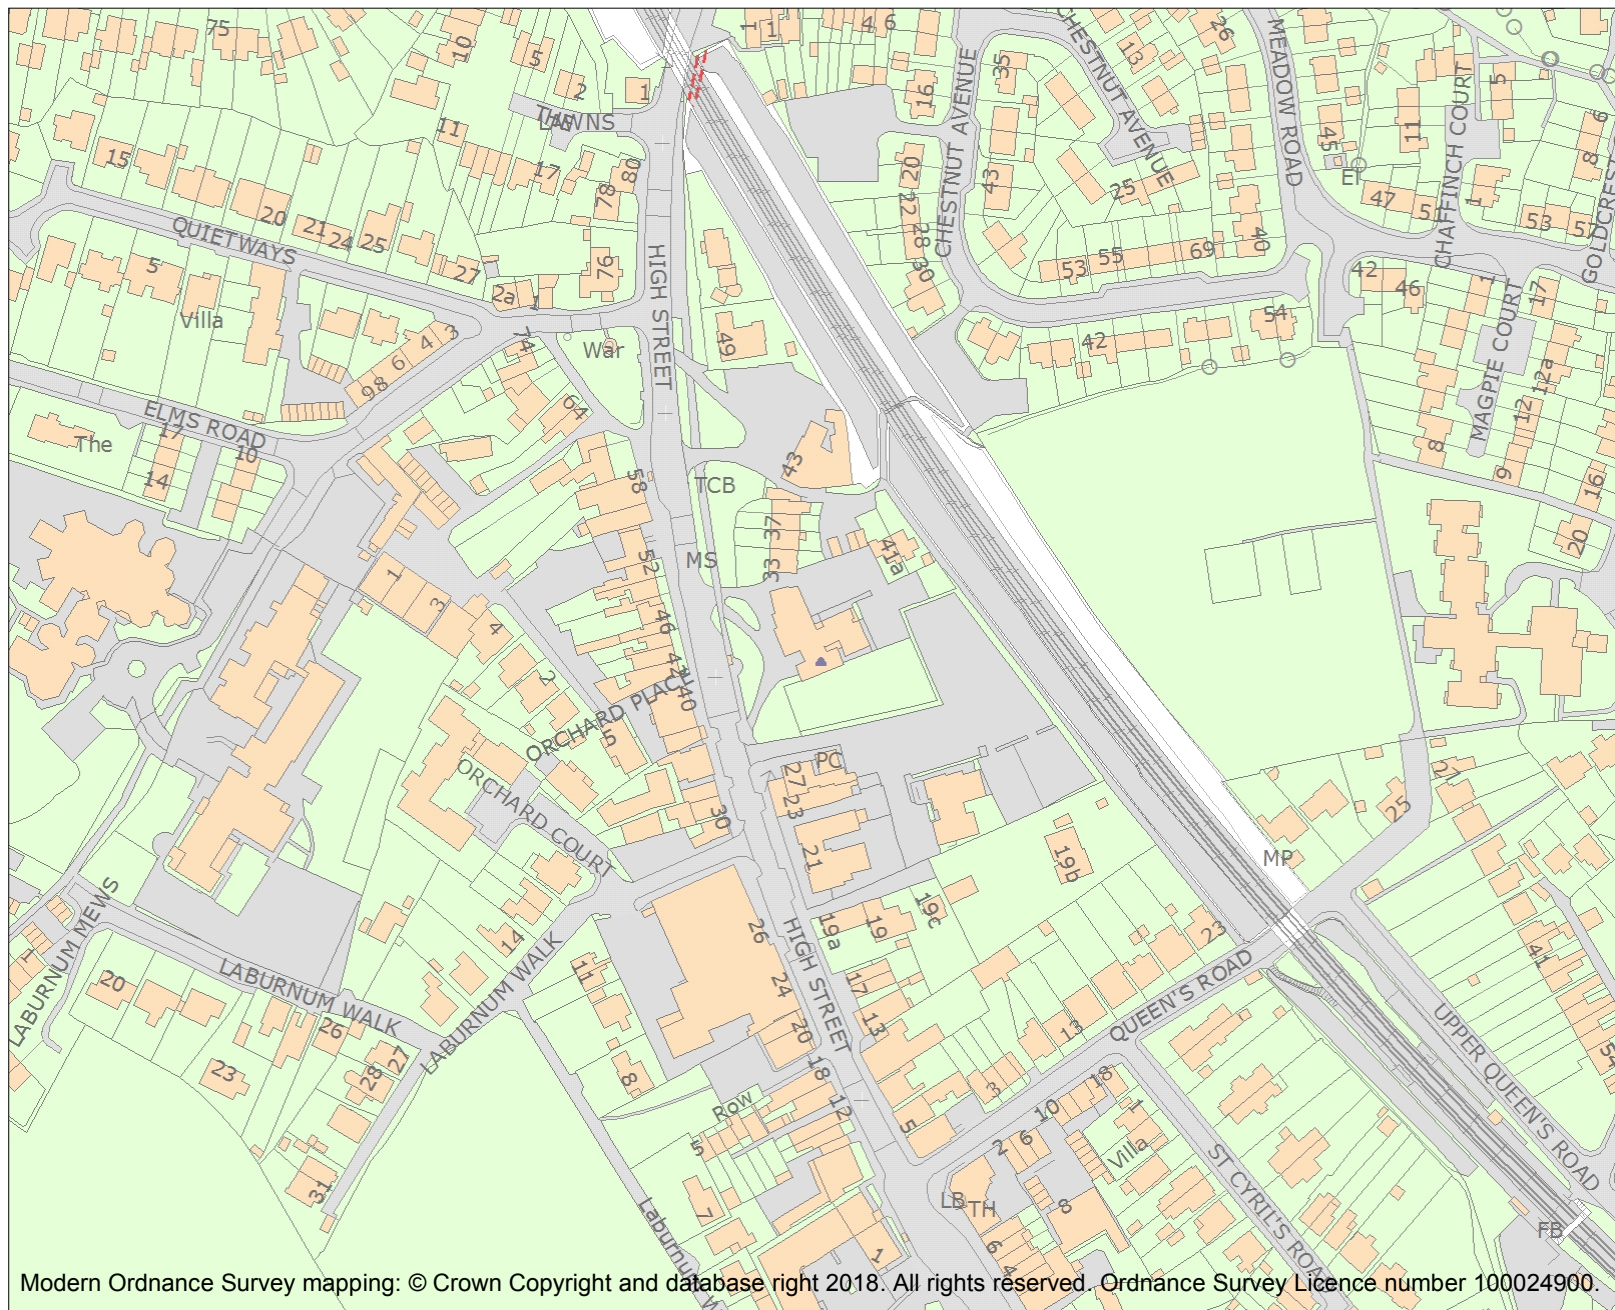 75
10
5
2
1
THE
LAWNS
1
1
4 6
16
CHESTNUT AVENUE
35
CHESTNUT AVENUE
13
26
MEADOW ROAD
45
El
11
CHAFFINCH COURT
5
6
8
15
11
17
80
78
20
22
28
30
43
25
40
47
51
1
53
57
GOLDCREST
20
21
24
25
QUIETWAYS
5
Villa
27
2a
1
76
HIGH STREET
53
55
69
42
46
1
17
54
42
MAGPIE COURT
12a
12
8
9
16
20
3
4
6
8
9
74
War
49
64
ELMS ROAD
The
17
14
10
58
TCB
43
37
33
41a
MS
52
1
3
4
2
46
42
40
ORCHARD PLACE
5
ORCHARD COURT
30
PC
27
23
21
19b
19c
19
19a
MP
25
27
23
26
24
20
18
12
HIGH STREET
17
13
LABURNUM MEWS
1
20
LABURNUM WALK
26
27
28
23
31
14
LABURNUM WALK
11
8
QUEEN'S ROAD
13
3
5
41
54
UPPER QUEEN'S ROAD
Row
5
7
Laburnum W
1
LB
TH
2
6
10
18
1
Villa
8
6
4
ST CYRIL'S ROAD
FB
Modern Ordnance Survey mapping: © Crown Copyright and database right 2018. All rights reserved. Ordnance Survey Licence number 100024900.